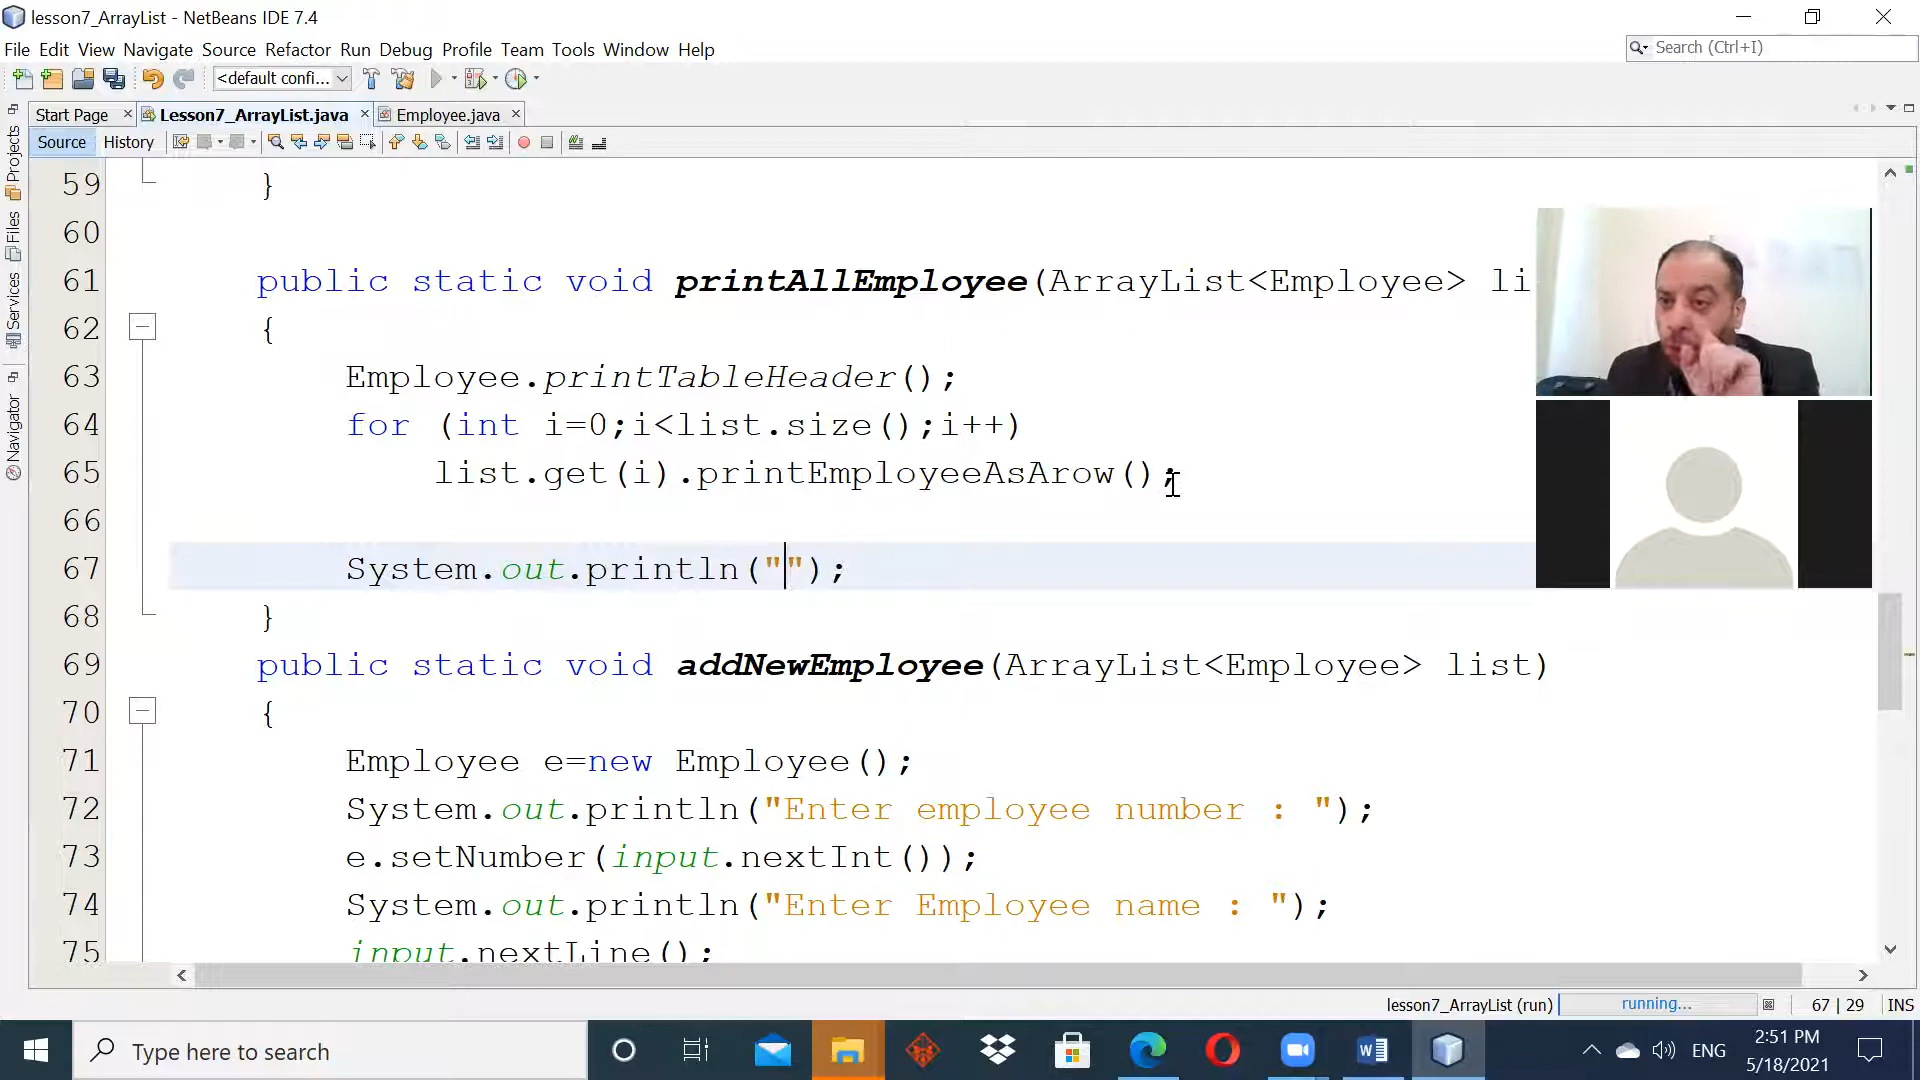 lesson7_ArrayList - NetBeans IDE 7.4
File Edit View Navigate Source Refactor Run Debug Profile Team Tools Window Help
Search (Ctrl+I)
<default confi...
Start Page Lesson7_ArrayList.java Employee.java
Source History
Projects
Files
Services
Navigator
59 }
60
61 public static void printAllEmployee(ArrayList<Employee> li
62 {
63 Employee.printTableHeader();
64 for (int i=0;i<list.size();i++)
65 list.get(i).printEmployeeAsArow();
66
67 System.out.println("");
68 }
69 public static void addNewEmployee(ArrayList<Employee> list)
70 {
71 Employee e=new Employee();
72 System.out.println("Enter employee number : ");
73 e.setNumber(input.nextInt());
74 System.out.println("Enter Employee name : ");
75 input.nextLine();
lesson7_ArrayList (run) running... 67 | 29 INS
Type here to search
ENG
2:51 PM
5/18/2021